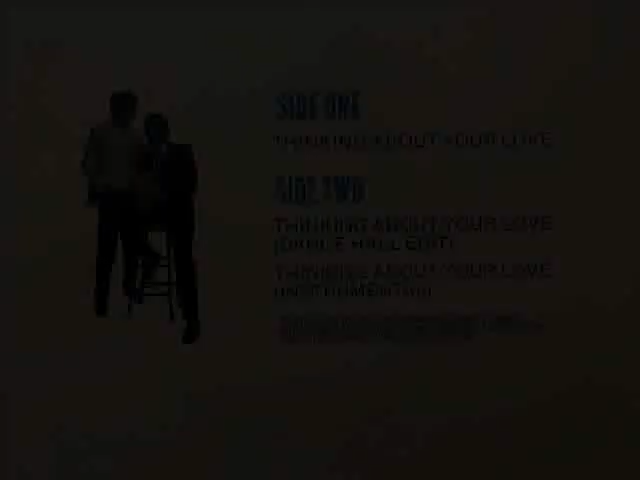 SIDE ONE
THINKING ABOUT YOUR LOVE
SIDE TWO
THINKING ABOUT YOUR LOVE
(DANCE HALL EDIT)
THINKING ABOUT YOUR LOVE
(INSTRUMENTAL)